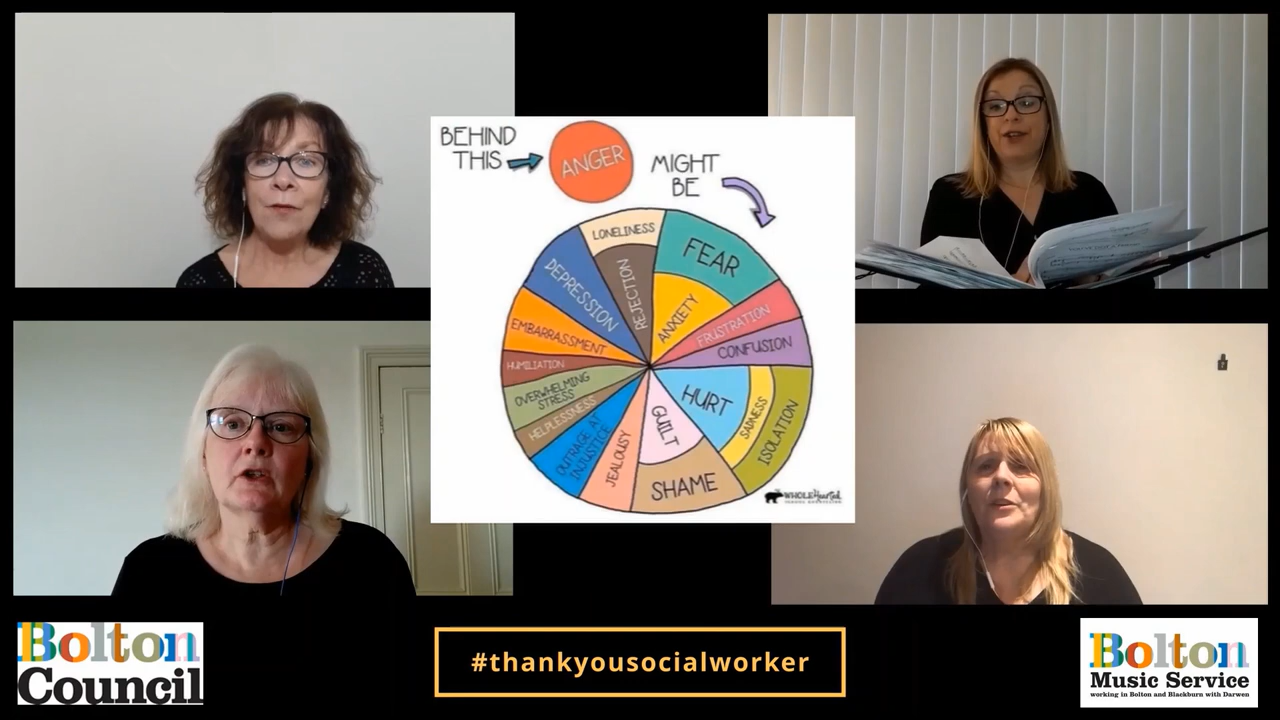 BEHIND
THIS
ANGER
MIGHT
BE
LONELINESS
REJECTION
FEAR
ANXIETY
FRUSTRATION
CONFUSION
HURT
SADNESS
ISOLATION
GUILT
SHAME
JEALOUSY
OUTRAGE AT
INJUSTICE
HELPLESSNESS
OVERWHELMING
STRESS
HUMILIATION
EMBARRASSMENT
DEPRESSION
WHOLEHearted
Bolton
Council
#thankyousocialworker
Bolton
Music Service
working in Bolton and Blackburn with Darwen